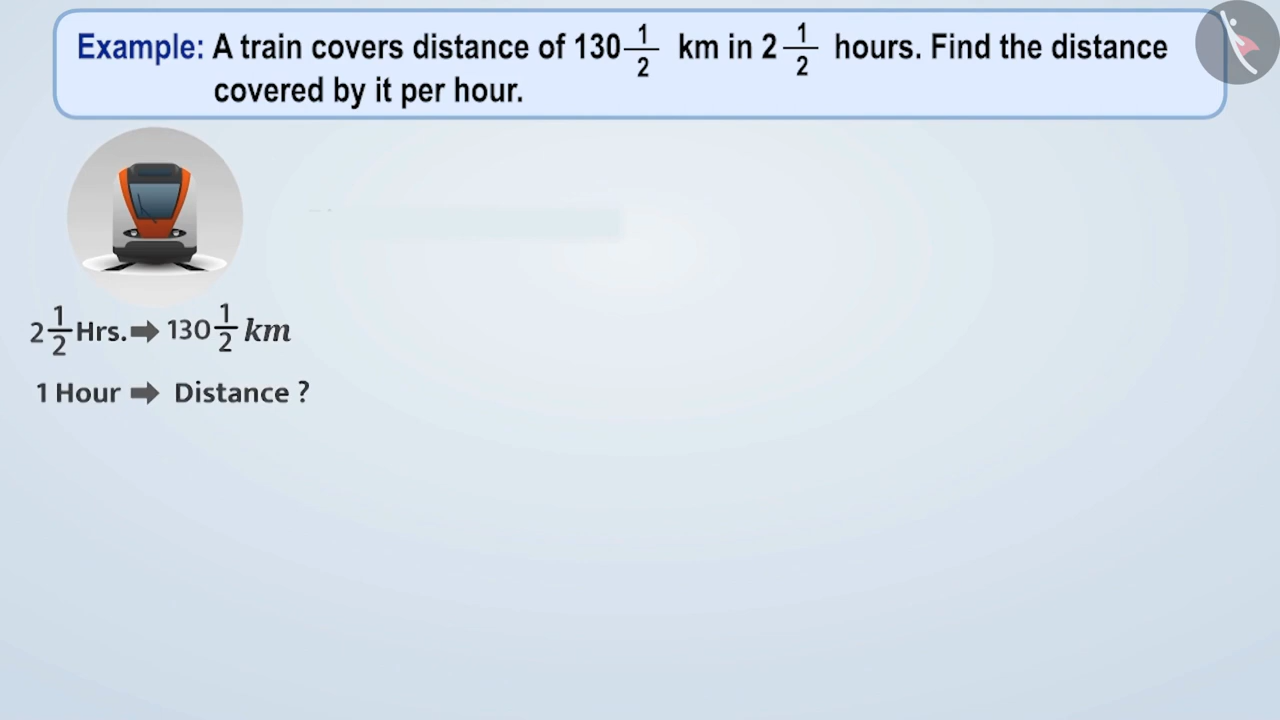 Example: A train covers distance of 130 1/2 km in 2 1/2 hours. Find the distance
covered by it per hour.
2 1/2 Hrs. ➡ 130 1/2 km
1 Hour ➡ Distance ?